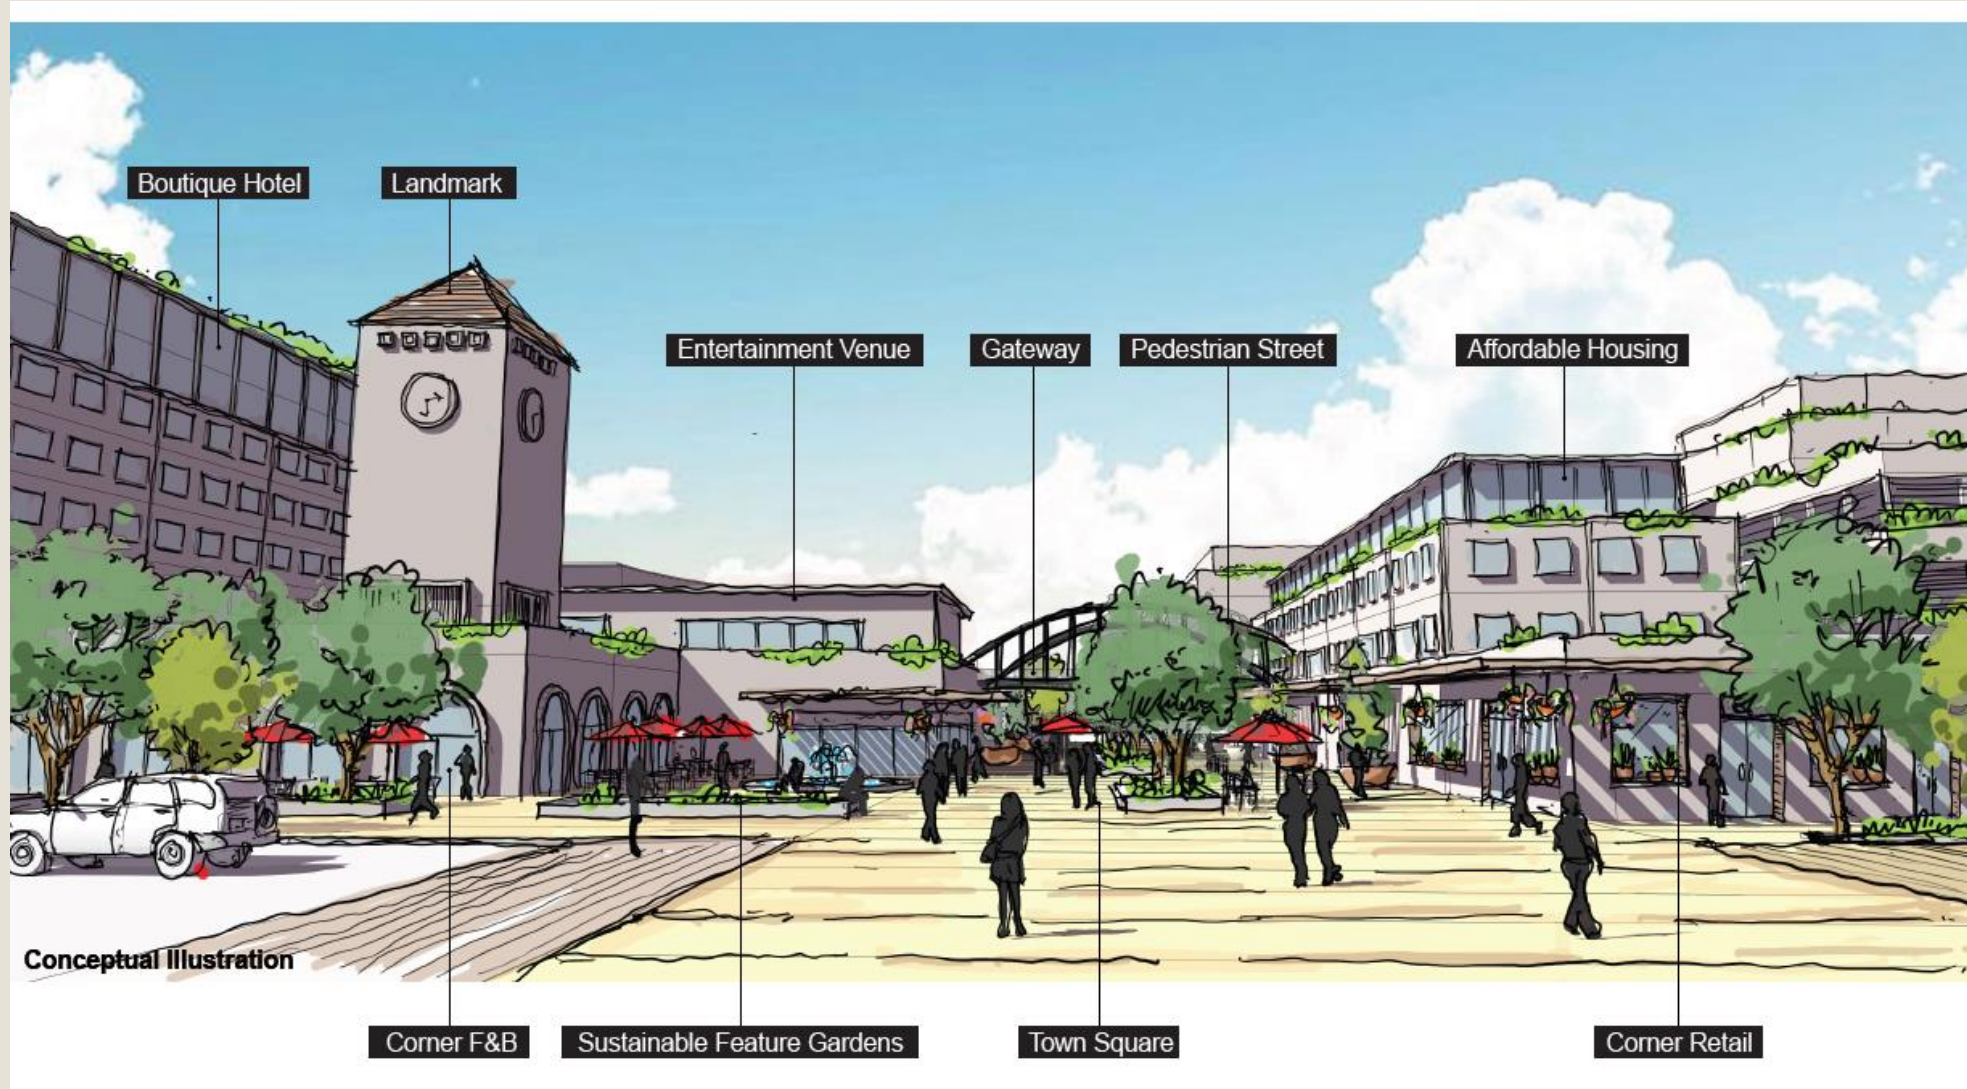 Boutique Hotel
Landmark
Entertainment Venue
Gateway
Pedestrian Street
Affordable Housing
Conceptual Illustration
Corner F&B
Sustainable Feature Gardens
Town Square
Corner Retail